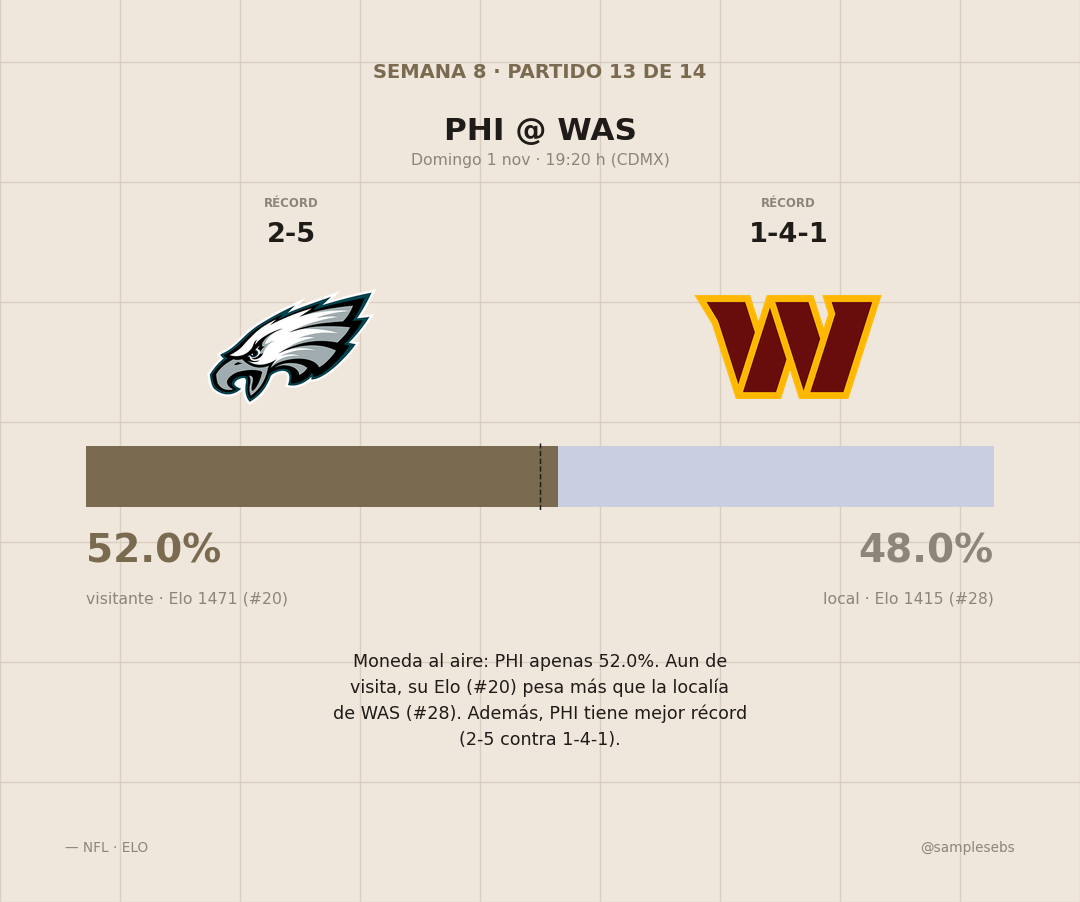 SEMANA 8 · PARTIDO 13 DE 14
PHI @ WAS
Domingo 1 nov · 19:20 h (CDMX)
RÉCORD
2-5
RÉCORD
1-4-1
52.0%
48.0%
visitante · Elo 1471 (#20)
local · Elo 1415 (#28)
Moneda al aire: PHI apenas 52.0%. Aun de
visita, su Elo (#20) pesa más que la localía
de WAS (#28). Además, PHI tiene mejor récord
(2-5 contra 1-4-1).
— NFL · ELO
@samplesebs